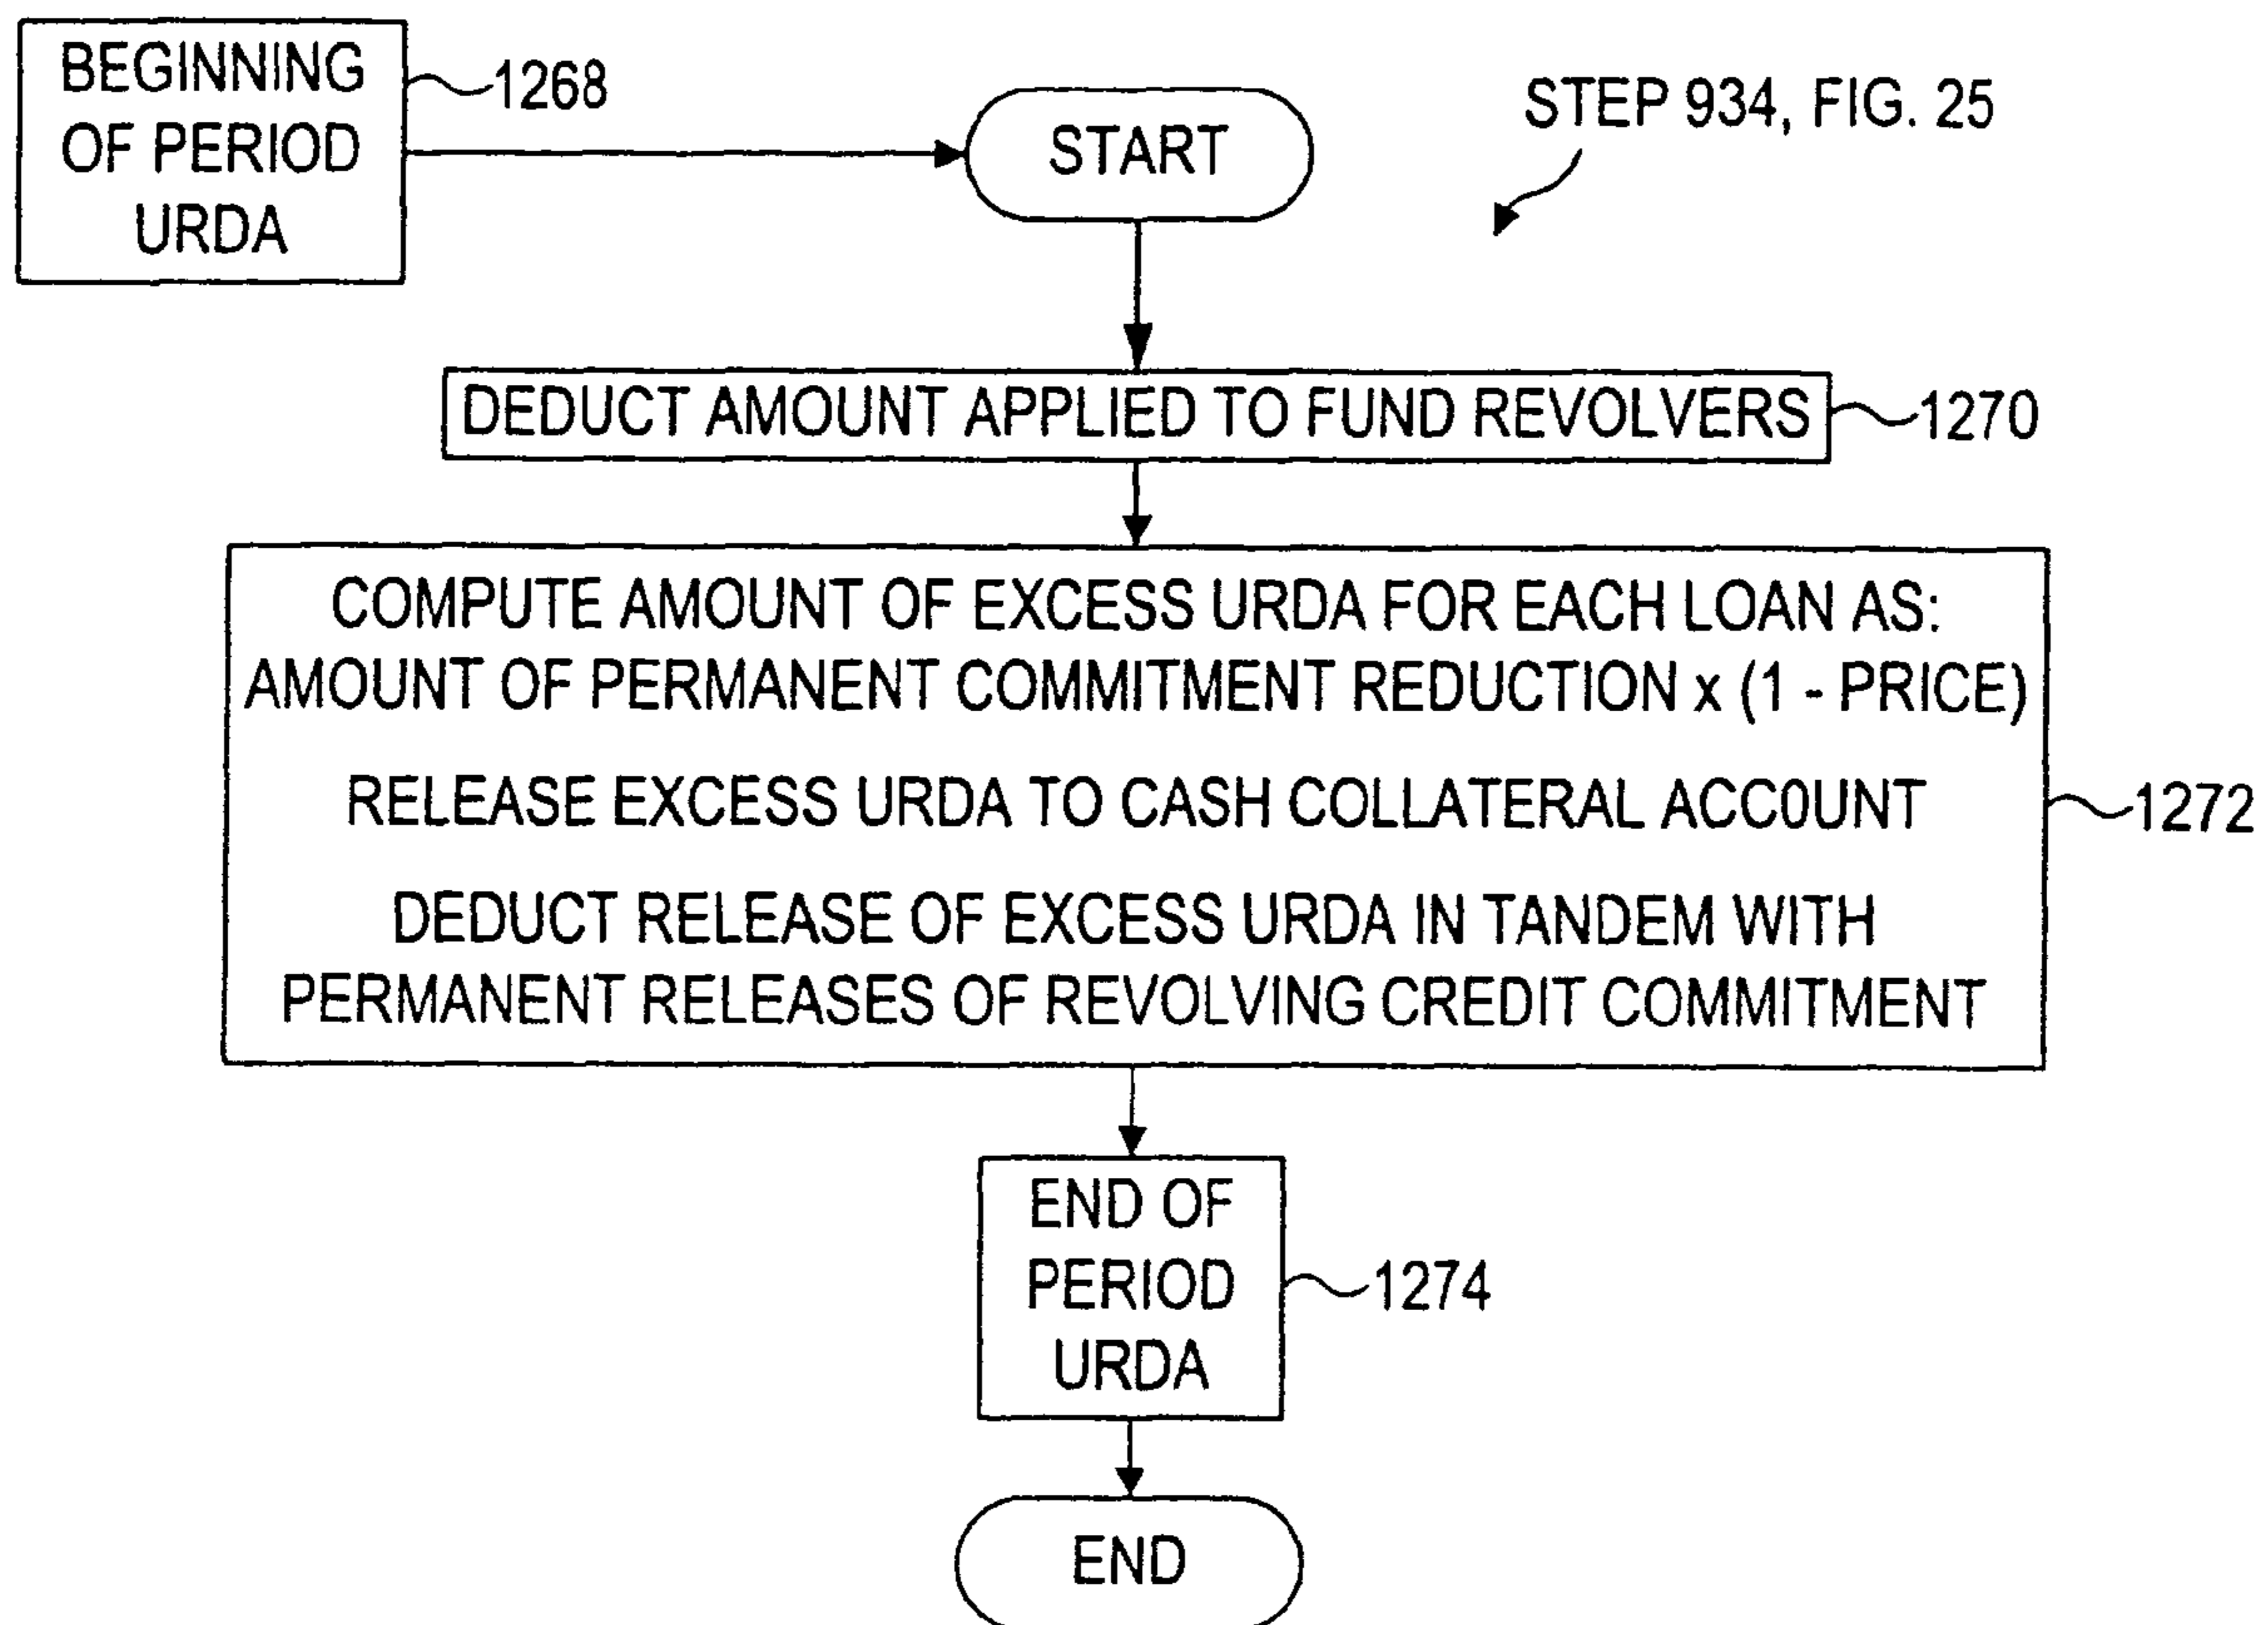 BEGINNING
OF PERIOD
URDA
1268
START
STEP 934, FIG. 25
DEDUCT AMOUNT APPLIED TO FUND REVOLVERS
1270
COMPUTE AMOUNT OF EXCESS URDA FOR EACH LOAN AS:
AMOUNT OF PERMANENT COMMITMENT REDUCTION x (1 - PRICE)
RELEASE EXCESS URDA TO CASH COLLATERAL ACCOUNT
1272
DEDUCT RELEASE OF EXCESS URDA IN TANDEM WITH
PERMANENT RELEASES OF REVOLVING CREDIT COMMITMENT
END OF
PERIOD
URDA
1274
END